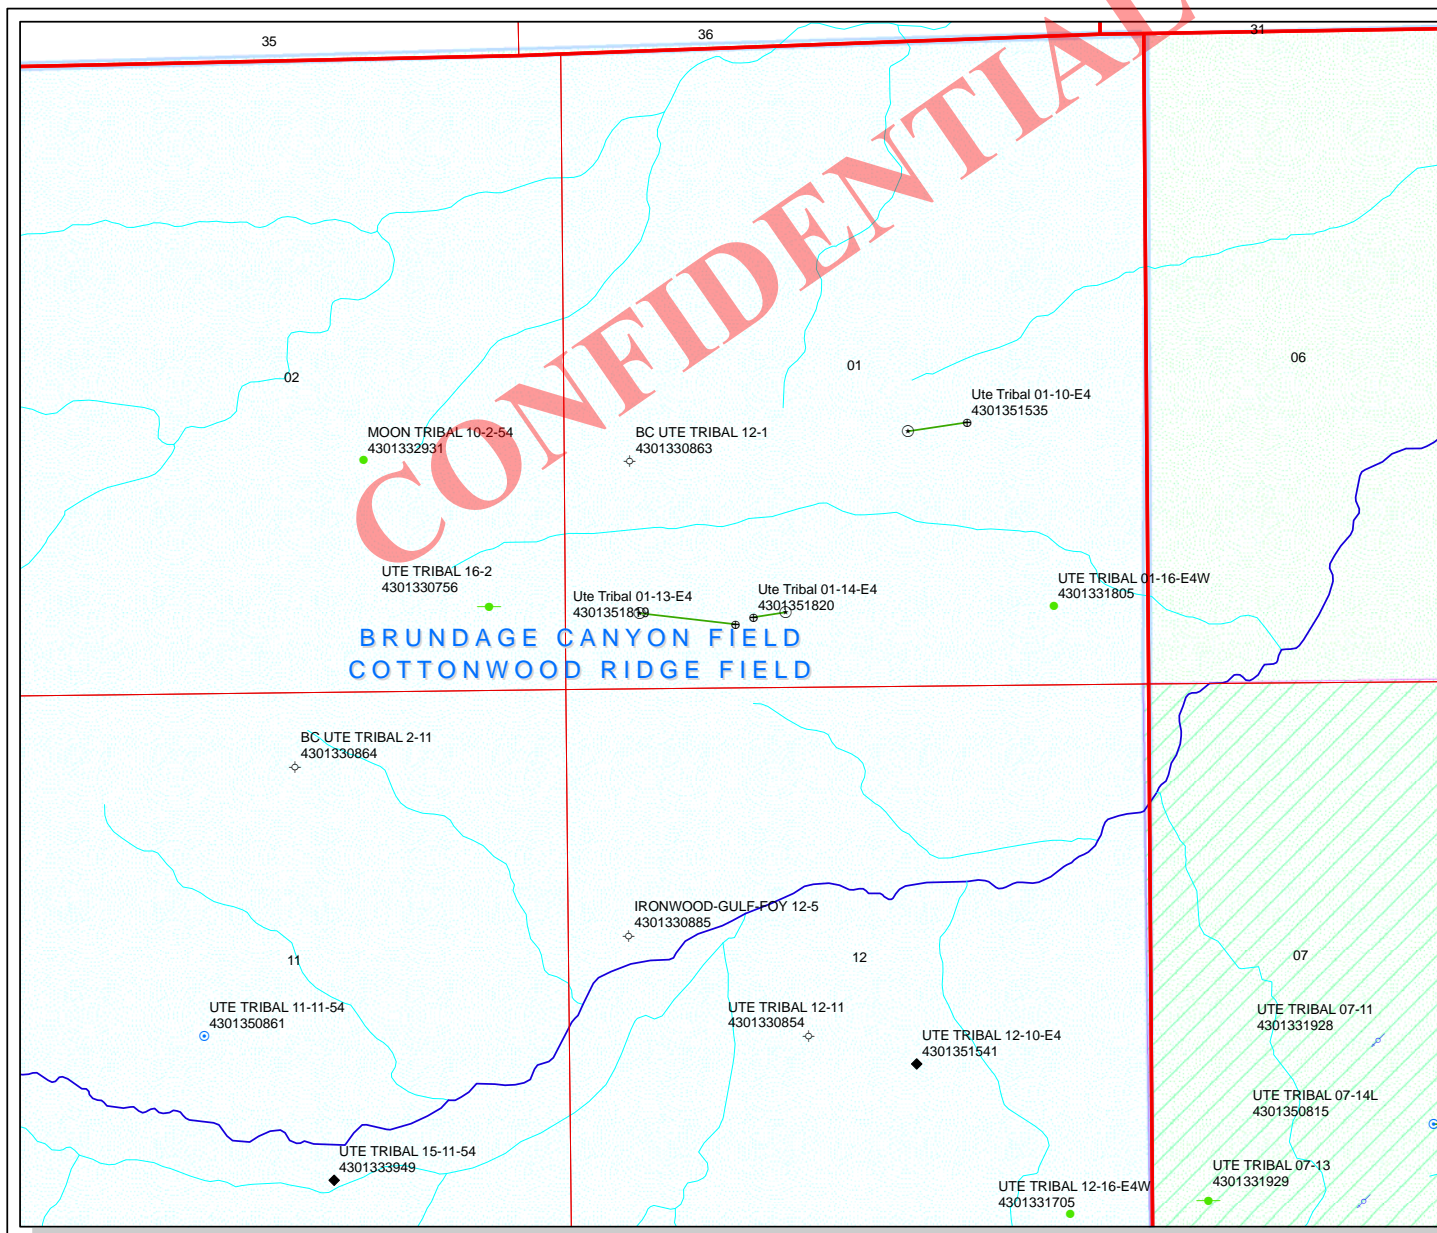 35
36
31
CONFIDENTIAL
02
01
06
Ute Tribal 01-10-E4
4301351535
MOON TRIBAL 10-2-54
4301332931
BC UTE TRIBAL 12-1
4301330863
UTE TRIBAL 16-2
4301330756
Ute Tribal 01-13-E4
4301351819
Ute Tribal 01-14-E4
4301351820
UTE TRIBAL 01-16-E4W
4301331805
BRUNDAGE CANYON FIELD
COTTONWOOD RIDGE FIELD
BC UTE TRIBAL 2-11
4301330864
IRONWOOD-GULF-FOY 12-5
4301330885
11
12
07
UTE TRIBAL 11-11-54
4301350861
UTE TRIBAL 12-11
4301330854
UTE TRIBAL 07-11
4301331928
UTE TRIBAL 12-10-E4
4301351541
UTE TRIBAL 07-14L
4301350815
UTE TRIBAL 15-11-54
4301333949
UTE TRIBAL 12-16-E4W
4301331705
UTE TRIBAL 07-13
4301331929